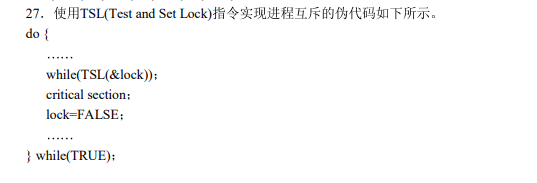 27．使用TSL(Test and Set Lock)指令实现进程互斥的伪代码如下所示。
do {
……
while(TSL(&lock));
critical section;
lock=FALSE;
……
} while(TRUE);